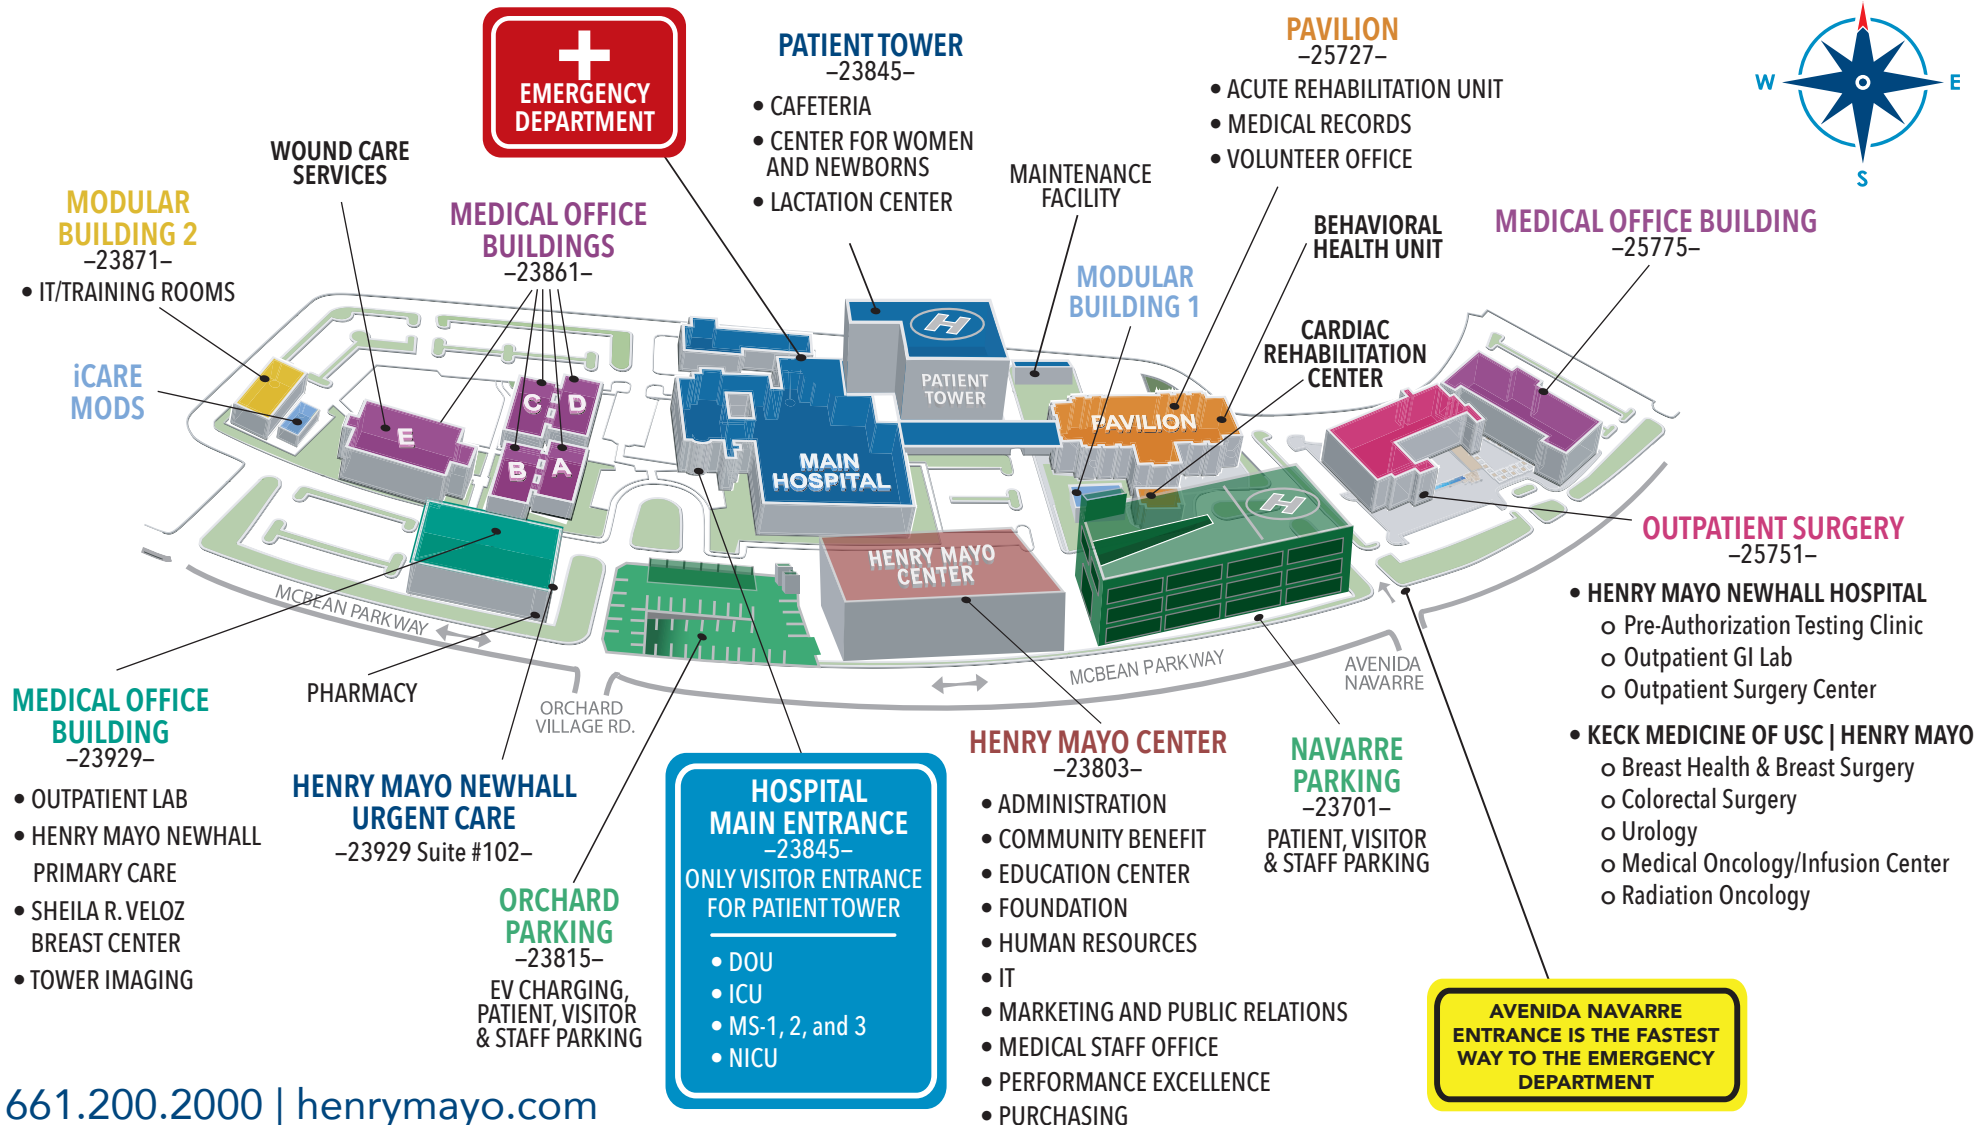 EMERGENCY
DEPARTMENT
PATIENT TOWER
–23845–
• CAFETERIA
• CENTER FOR WOMEN
AND NEWBORNS
• LACTATION CENTER
PAVILION
–25727–
• ACUTE REHABILITATION UNIT
• MEDICAL RECORDS
• VOLUNTEER OFFICE
W
E
S
WOUND CARE
SERVICES
MODULAR
BUILDING 2
–23871–
• IT/TRAINING ROOMS
iCARE
MODS
MEDICAL OFFICE
BUILDINGS
–23861–
MAINTENANCE
FACILITY
MODULAR
BUILDING 1
BEHAVIORAL
HEALTH UNIT
CARDIAC
REHABILITATION
CENTER
MEDICAL OFFICE BUILDING
–25775–
H
PATIENT
TOWER
C
D
E
B
A
MAIN
HOSPITAL
PAVILION
H
HENRY MAYO
CENTER
MCBEAN PARKWAY
MCBEAN PARKWAY
ORCHARD
VILLAGE RD.
AVENIDA
NAVARRE
PHARMACY
MEDICAL OFFICE
BUILDING
–23929–
• OUTPATIENT LAB
• HENRY MAYO NEWHALL
PRIMARY CARE
• SHEILA R. VELOZ
BREAST CENTER
• TOWER IMAGING
HENRY MAYO NEWHALL
URGENT CARE
–23929 Suite #102–
ORCHARD
PARKING
–23815–
EV CHARGING,
PATIENT, VISITOR
& STAFF PARKING
HOSPITAL
MAIN ENTRANCE
–23845–
ONLY VISITOR ENTRANCE
FOR PATIENT TOWER
• DOU
• ICU
• MS-1, 2, and 3
• NICU
HENRY MAYO CENTER
–23803–
• ADMINISTRATION
• COMMUNITY BENEFIT
• EDUCATION CENTER
• FOUNDATION
• HUMAN RESOURCES
• IT
• MARKETING AND PUBLIC RELATIONS
• MEDICAL STAFF OFFICE
• PERFORMANCE EXCELLENCE
• PURCHASING
NAVARRE
PARKING
–23701–
PATIENT, VISITOR
& STAFF PARKING
OUTPATIENT SURGERY
–25751–
• HENRY MAYO NEWHALL HOSPITAL
o Pre-Authorization Testing Clinic
o Outpatient GI Lab
o Outpatient Surgery Center
• KECK MEDICINE OF USC | HENRY MAYO
o Breast Health & Breast Surgery
o Colorectal Surgery
o Urology
o Medical Oncology/Infusion Center
o Radiation Oncology
AVENIDA NAVARRE
ENTRANCE IS THE FASTEST
WAY TO THE EMERGENCY
DEPARTMENT
661.200.2000 | henrymayo.com